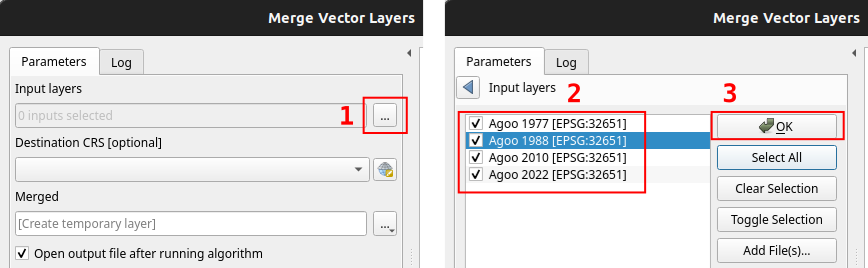 Merge Vector Layers
Parameters
Log
Input layers
0 inputs selected
1
...
Destination CRS [optional]
Merged
[Create temporary layer]
...
Open output file after running algorithm
Merge Vector Layers
Parameters
Log
Input layers
2
3
Agoo 1977 [EPSG:32651]
Agoo 1988 [EPSG:32651]
Agoo 2010 [EPSG:32651]
Agoo 2022 [EPSG:32651]
OK
Select All
Clear Selection
Toggle Selection
Add File(s)...